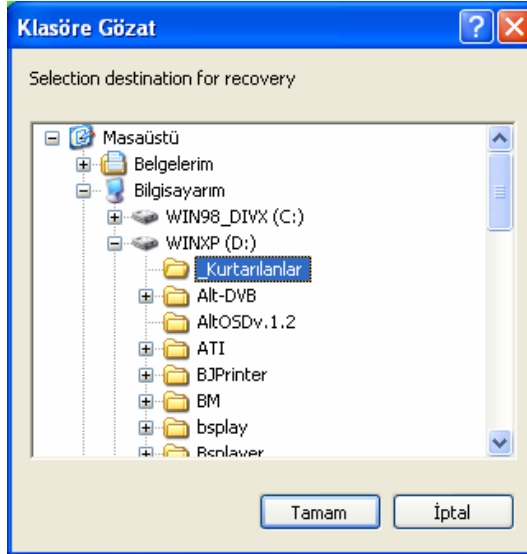 Klasöre Gözat
Selection destination for recovery
Masaüstü
Belgelerim
Bilgisayarım
WIN98_DIVX (C:)
WINXP (D:)
_Kurtarılanlar
Alt-DVB
AltOSDv.1.2
ATI
BJPrinter
BM
bsplay
Bsplayer
Tamam
İptal